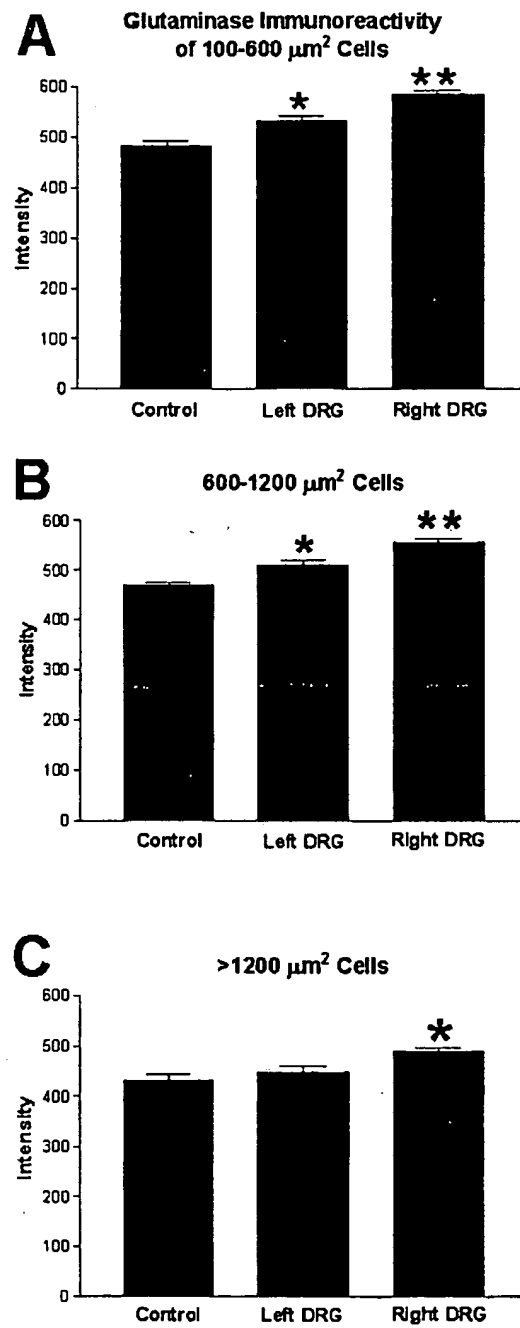 A
Glutaminase Immunoreactivity
of 100-600 µm² Cells
Intensity
600
500
400
300
200
100
0
*
**
Control Left DRG Right DRG
B
600-1200 µm² Cells
Intensity
600
500
400
300
200
100
0
*
**
Control Left DRG Right DRG
C
>1200 µm² Cells
Intensity
600
500
400
300
200
100
0
*
Control Left DRG Right DRG